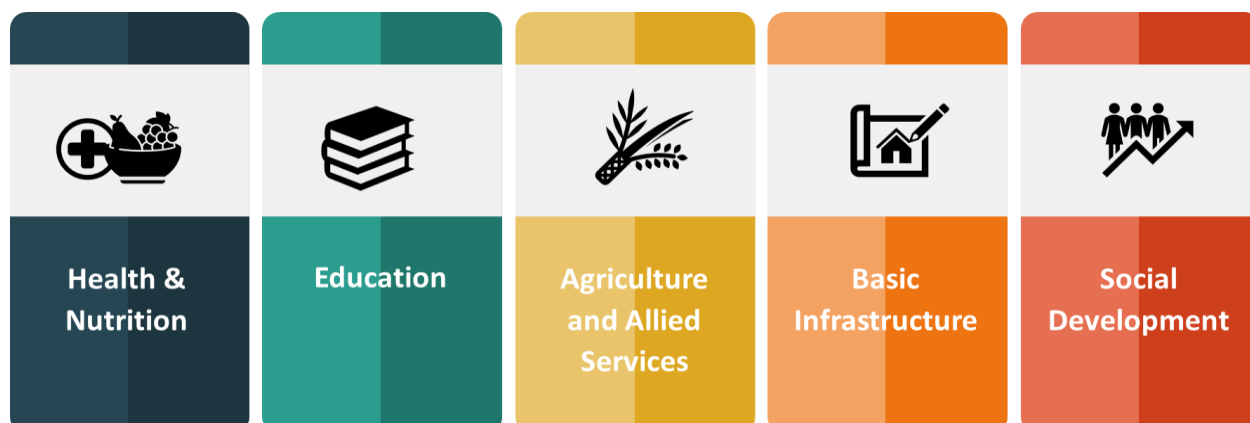 Health &
Nutrition
Education
Agriculture
and Allied
Services
Basic
Infrastructure
Social
Development